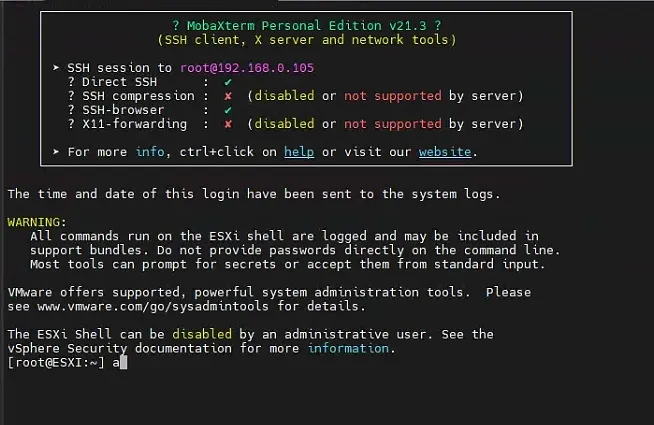 ? MobaXterm Personal Edition v21.3 ?
(SSH client, X server and network tools)
➤ SSH session to root@192.168.0.105
? Direct SSH : ✔
? SSH compression : ✘ (disabled or not supported by server)
? SSH-browser : ✔
? X11-forwarding : ✘ (disabled or not supported by server)
➤ For more info, ctrl+click on help or visit our website.
The time and date of this login have been sent to the system logs.
WARNING:
All commands run on the ESXi shell are logged and may be included in
support bundles. Do not provide passwords directly on the command line.
Most tools can prompt for secrets or accept them from standard input.
VMware offers supported, powerful system administration tools. Please
see www.vmware.com/go/sysadmintools for details.
The ESXi Shell can be disabled by an administrative user. See the
vSphere Security documentation for more information.
[root@ESXI:~] a